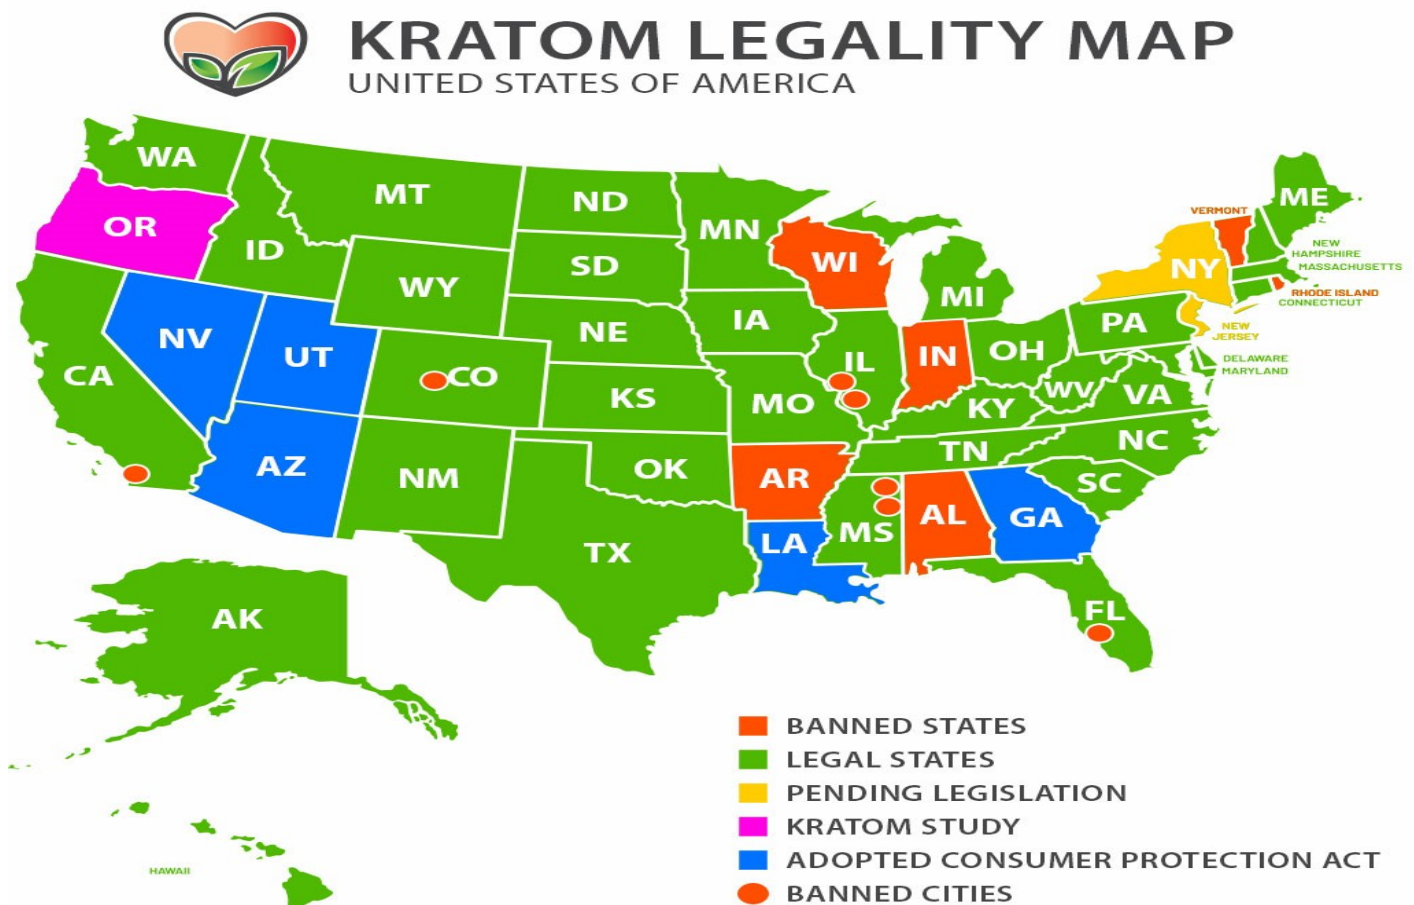 KRATOM LEGALITY MAP
UNITED STATES OF AMERICA
WA
MT
ND
MN
ME
OR
ID
SD
WI
VERMONT
NEW
HAMPSHIRE
MASSACHUSETTS
WY
MI
NY
RHODE ISLAND
CONNECTICUT
NV
UT
NE
IA
PA
NEW
JERSEY
CA
CO
IL
IN
OH
DELAWARE
MARYLAND
KS
MO
KY
WV
VA
AZ
NM
OK
AR
TN
NC
SC
TX
LA
MS
AL
GA
AK
FL
HAWAII
BANNED STATES
LEGAL STATES
PENDING LEGISLATION
KRATOM STUDY
ADOPTED CONSUMER PROTECTION ACT
BANNED CITIES